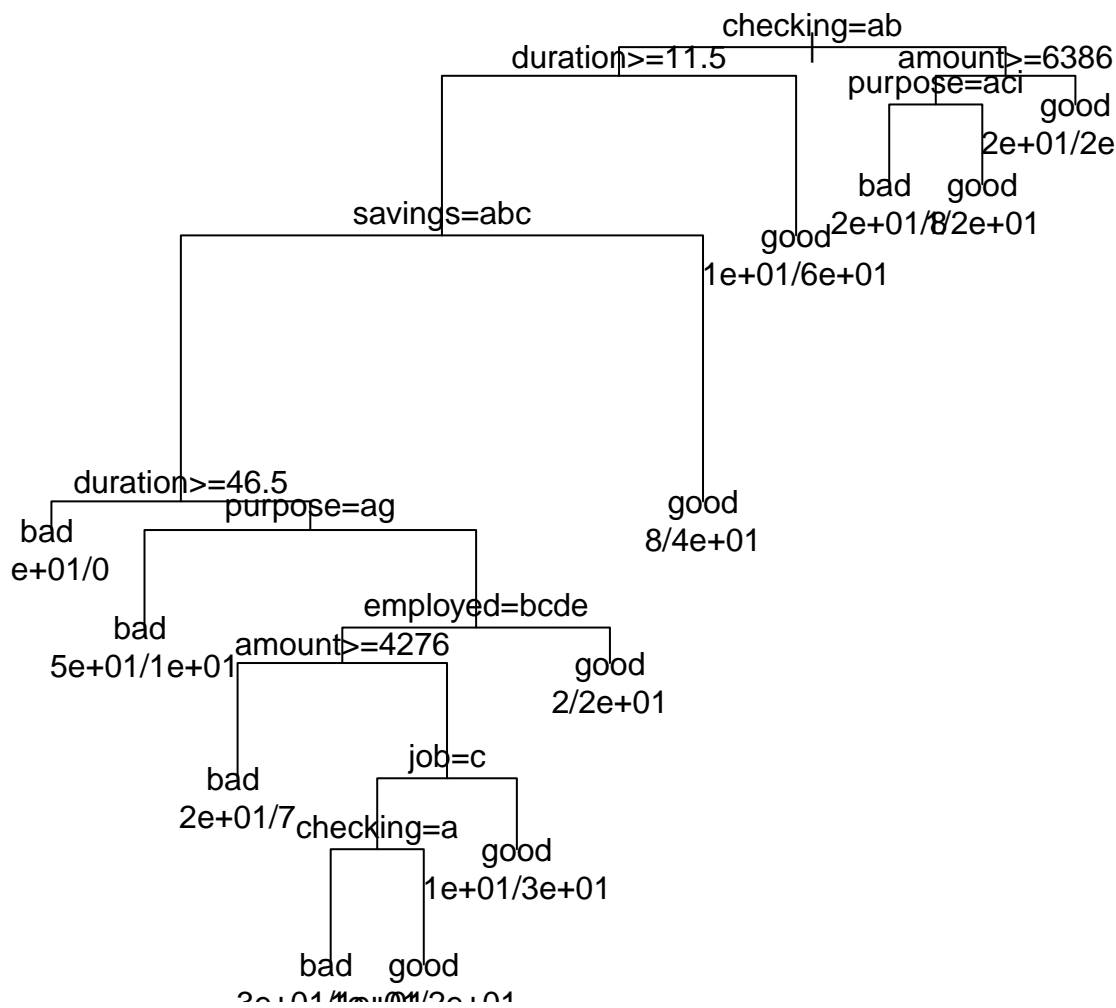 checking=ab
duration>=11.5
amount>=6386
purpose=aci
good
2e+01/2e
bad
good
2e+01/8
1/2e+01
savings=abc
good
1e+01/6e+01
duration>=46.5
purpose=ag
good
8/4e+01
bad
e+01/0
employed=bcde
bad
5e+01/1e+01
amount>=4276
good
2/2e+01
job=c
bad
2e+01/7
checking=a
good
1e+01/3e+01
bad
good